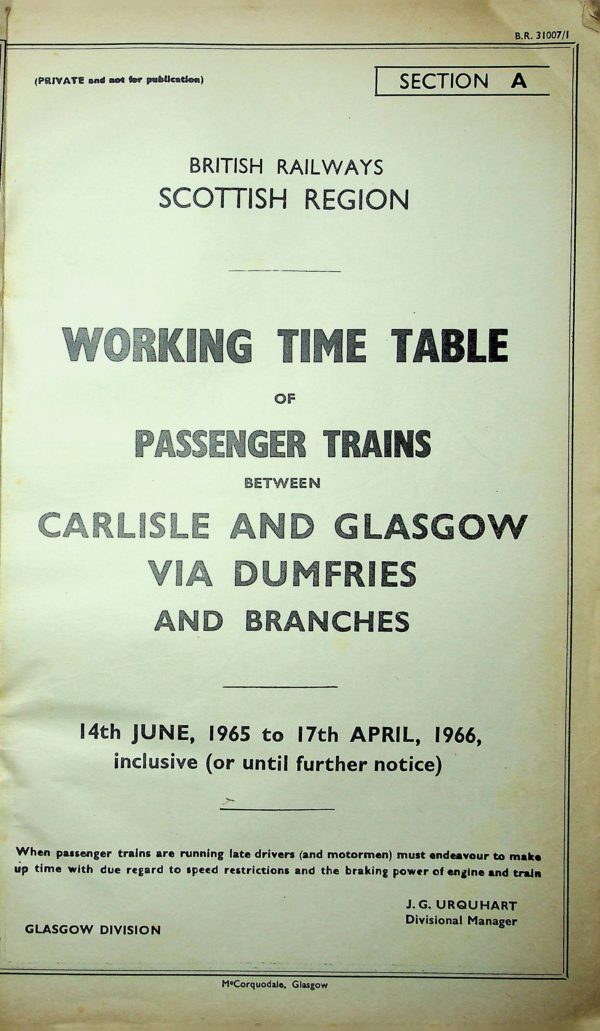 B.R. 31007/1
(PRIVATE and not for publication)
SECTION A
BRITISH RAILWAYS
SCOTTISH REGION
WORKING TIME TABLE
OF
PASSENGER TRAINS
BETWEEN
CARLISLE AND GLASGOW
VIA DUMFRIES
AND BRANCHES
14th JUNE, 1965 to 17th APRIL, 1966,
inclusive (or until further notice)
When passenger trains are running late drivers (and motormen) must endeavour to make
up time with due regard to speed restrictions and the braking power of engine and train
J. G. URQUHART
Divisional Manager
GLASGOW DIVISION
McCorquodale, Glasgow